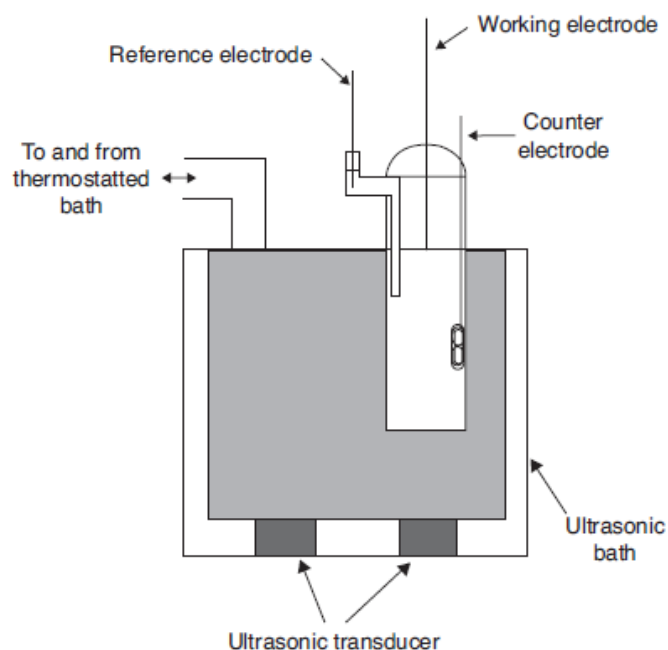 Working electrode
Reference electrode
Counter
electrode
To and from
thermostatted
bath
Ultrasonic
bath
Ultrasonic transducer